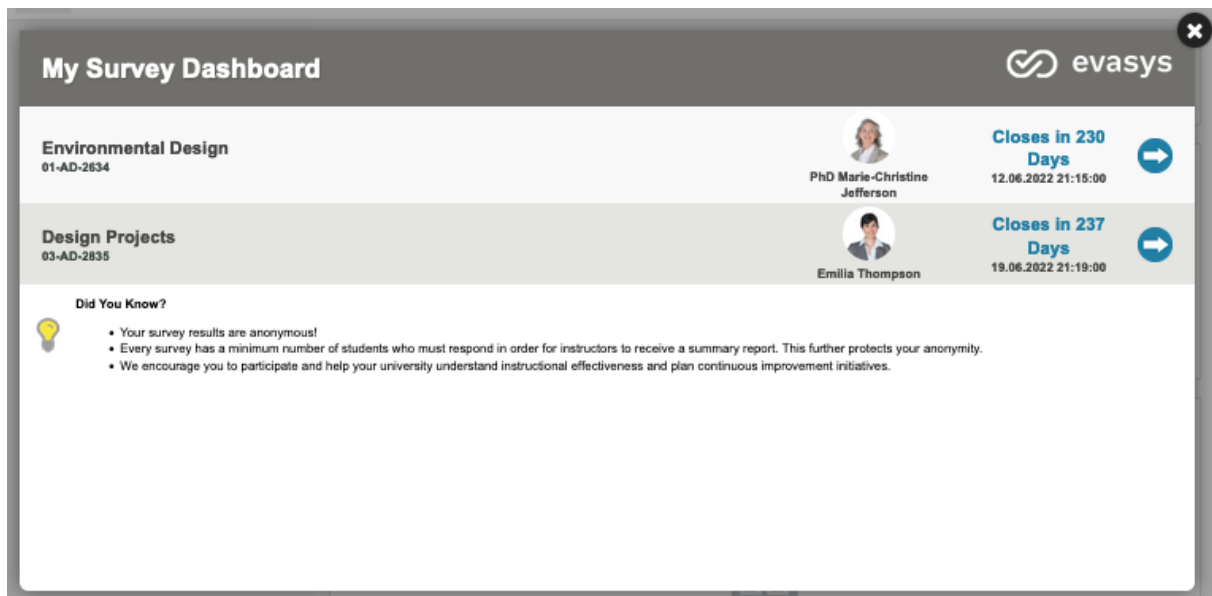 My Survey Dashboard
evasys
Environmental Design
01-AD-2634
PhD Marie-Christine
Jefferson
Closes in 230
Days
12.06.2022 21:15:00
Design Projects
03-AD-2835
Emilia Thompson
Closes in 237
Days
19.06.2022 21:19:00
Did You Know?
• Your survey results are anonymous!
• Every survey has a minimum number of students who must respond in order for instructors to receive a summary report. This further protects your anonymity.
• We encourage you to participate and help your university understand instructional effectiveness and plan continuous improvement initiatives.